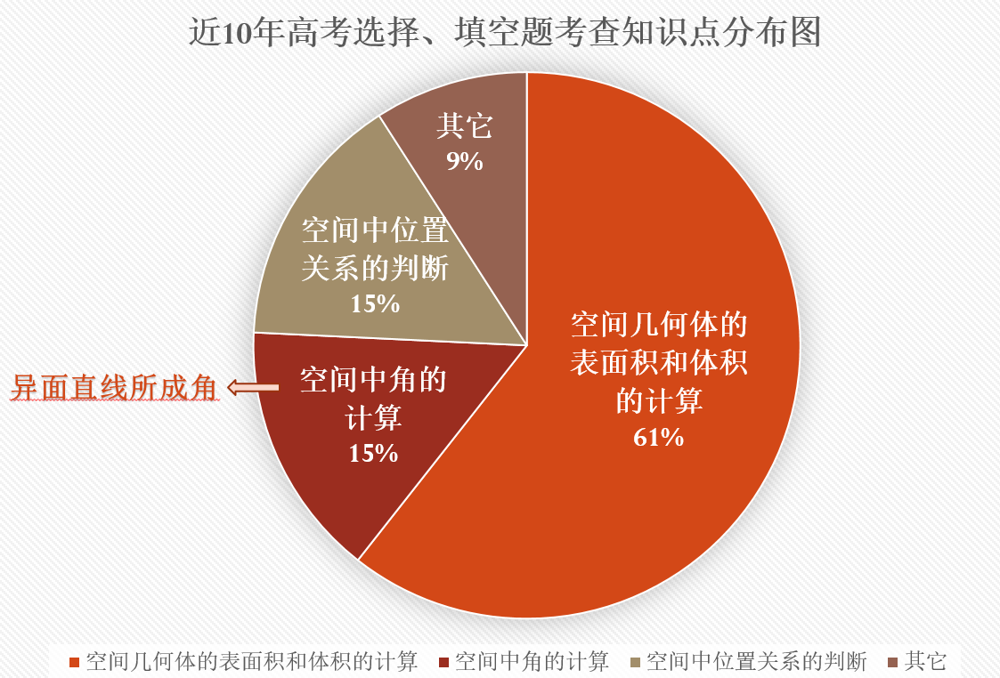 近10年高考选择、填空题考查知识点分布图
其它
9%
空间中位置
关系的判断
15%
空间几何体的
表面积和体积
的计算
61%
异面直线所成角
空间中角的
计算
15%
空间几何体的表面积和体积的计算 空间中角的计算 空间中位置关系的判断 其它